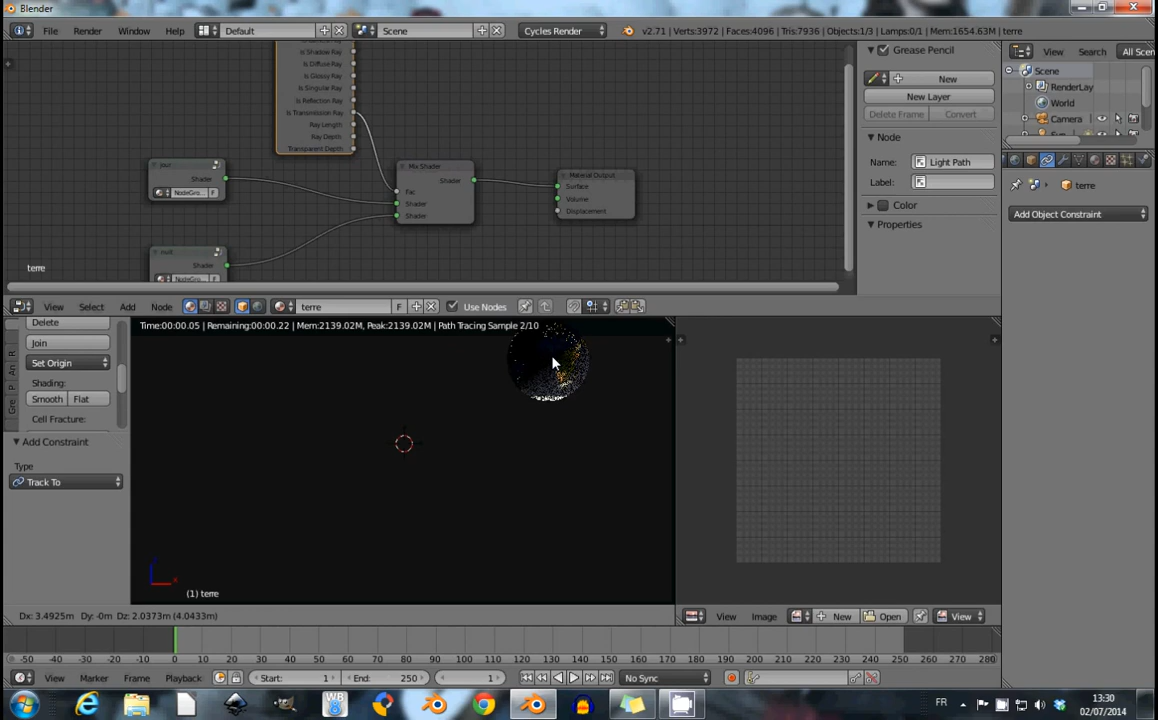 Blender
File Render Window Help Default Scene Cycles Render v2.71 | Verts:3972 | Faces:4096 | Tris:7936 | Objects:1/3 | Lamps:0/1 | Mem:1654.63M | terre
Is Shadow Ray
Is Diffuse Ray
Is Glossy Ray
Is Singular Ray
Is Reflection Ray
Is Transmission Ray
Ray Length
Ray Depth
Transparent Depth
jour
Shader
NodeGro... F
nuit
Shader
NodeGro...
Mix Shader
Shader
Fac
Shader
Shader
Material Output
Surface
Volume
Displacement
terre
Grease Pencil
New
New Layer
Delete Frame Convert
Node
Name: Light Path
Label:
Color
Properties
View Search All Scen
Scene
RenderLay
World
Camera
terre
Add Object Constraint
View Select Add Node terre F Use Nodes
Delete
Join
Set Origin
Shading:
Smooth Flat
Cell Fracture:
Add Constraint
Type
Track To
Time:00:00.05 | Remaining:00:00.22 | Mem:2139.02M, Peak:2139.02M | Path Tracing Sample 2/10
(1) terre
Dx: 3.4925m Dy: -0m Dz: 2.0373m (4.0433m)
View Image New Open View
-50 -40 -30 -20 -10 0 10 20 30 40 50 60 70 80 90 100 110 120 130 140 150 160 170 180 190 200 210 220 230 240 250 260 270 280
View Marker Frame Playback Start: 1 End: 250 1 No Sync
FR 13:30
02/07/2014